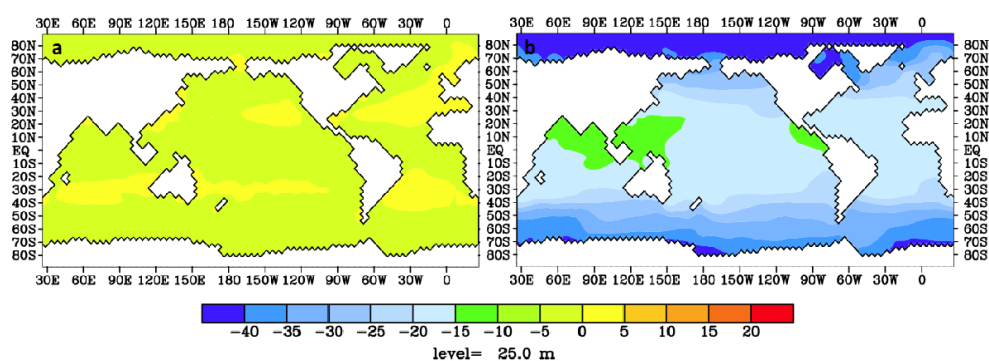 30E 60E 90E 120E 150E 180 150W 120W 90W 60W 30W 0
30E 60E 90E 120E 150E 180 150W 120W 90W 60W 30W 0
a
b
80N
70N
60N
50N
40N
30N
20N
10N
EQ
10S
20S
30S
40S
50S
60S
70S
80S
80N
70N
60N
50N
40N
30N
20N
10N
EQ
10S
20S
30S
40S
50S
60S
70S
80S
30E 60E 90E 120E 150E 180 150W 120W 90W 60W 30W 0
30E 60E 90E 120E 150E 180 150W 120W 90W 60W 30W 0
-40 -35 -30 -25 -20 -15 -10 -5 0 5 10 15 20
level= 25.0 m